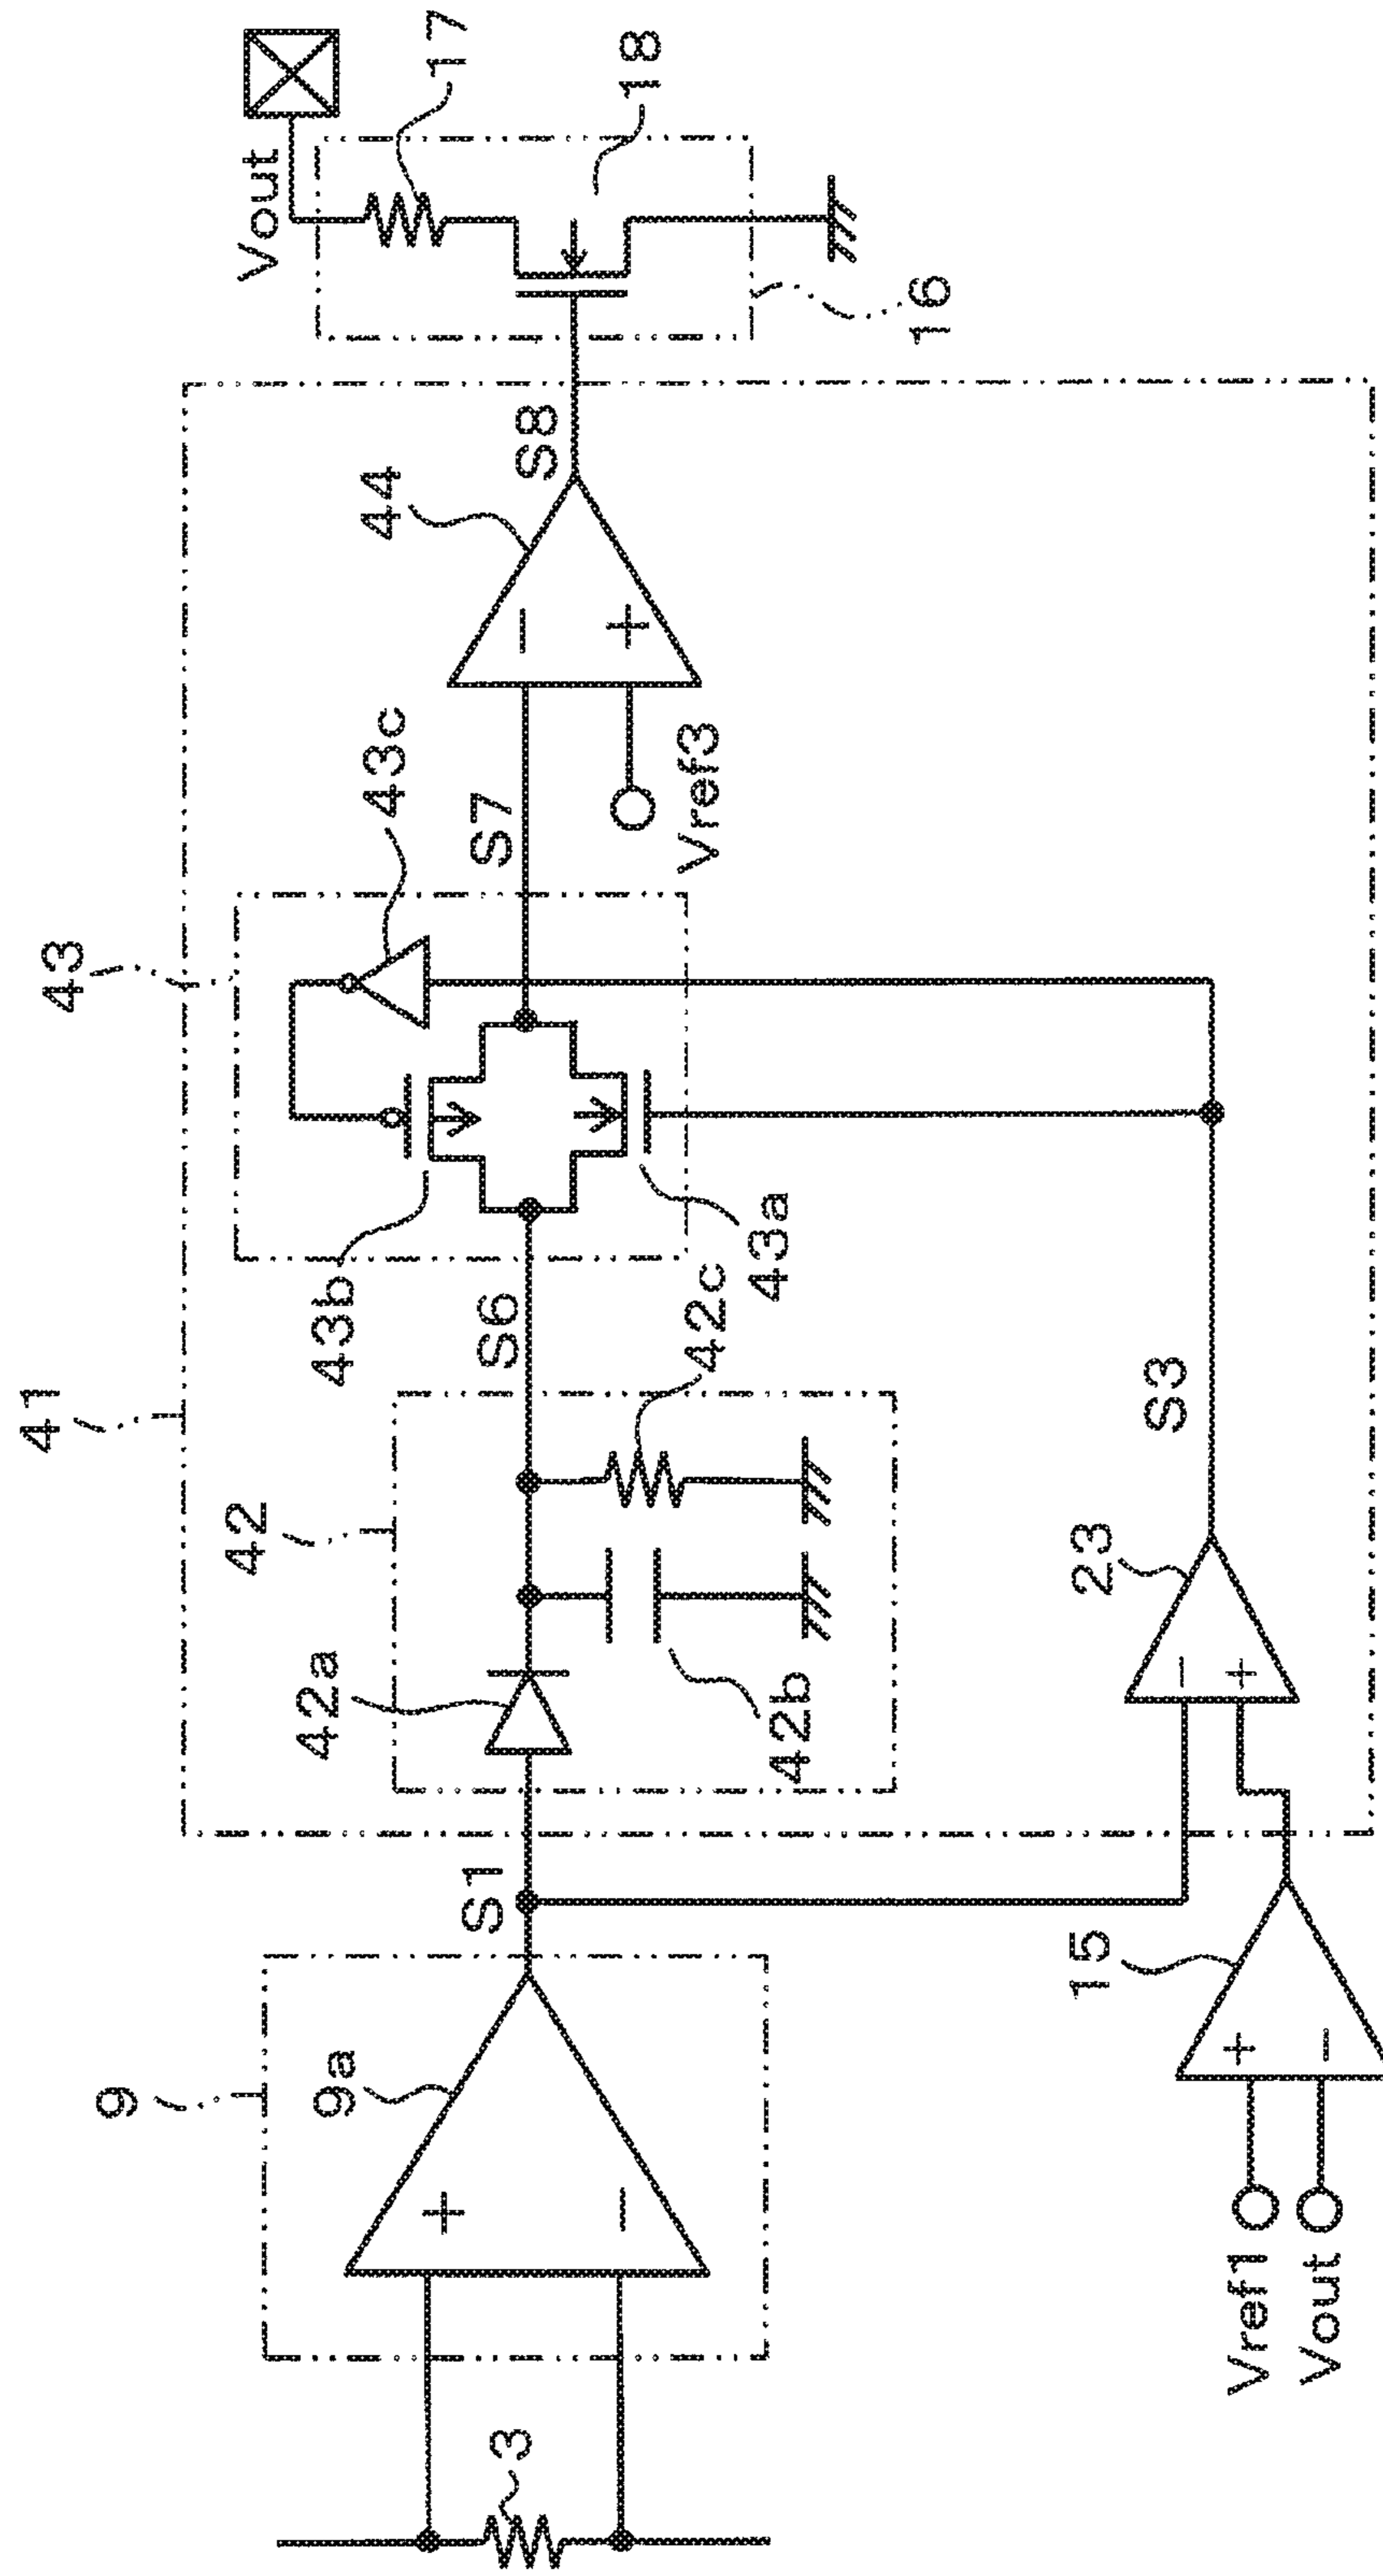 41
43
42
9
43b
43c
44
Vout
17
18
16
9a
42a
S1
S6
S7
S8
3
42b
42c
43a
Vref3
+
−
−
+
15
23
S3
−
+
Vref1
Vout
+
−